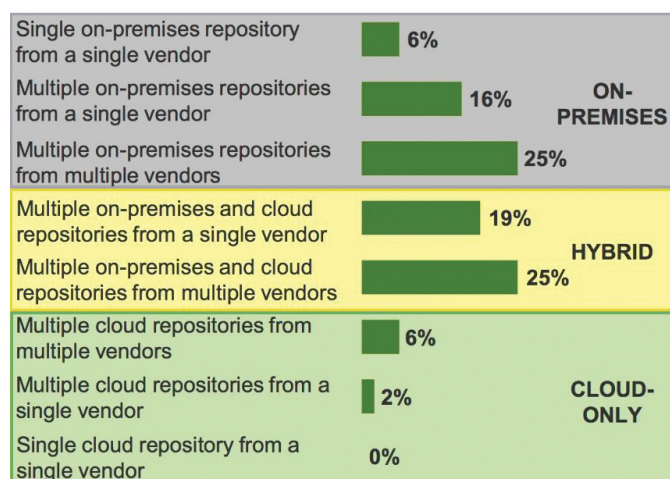 Single on-premises repository
from a single vendor
6%
Multiple on-premises repositories
from a single vendor
16%
ON-
PREMISES
Multiple on-premises repositories
from multiple vendors
25%
Multiple on-premises and cloud
repositories from a single vendor
19%
HYBRID
Multiple on-premises and cloud
repositories from multiple vendors
25%
Multiple cloud repositories from
multiple vendors
6%
Multiple cloud repositories from a
single vendor
2%
CLOUD-
ONLY
Single cloud repository from a
single vendor
0%